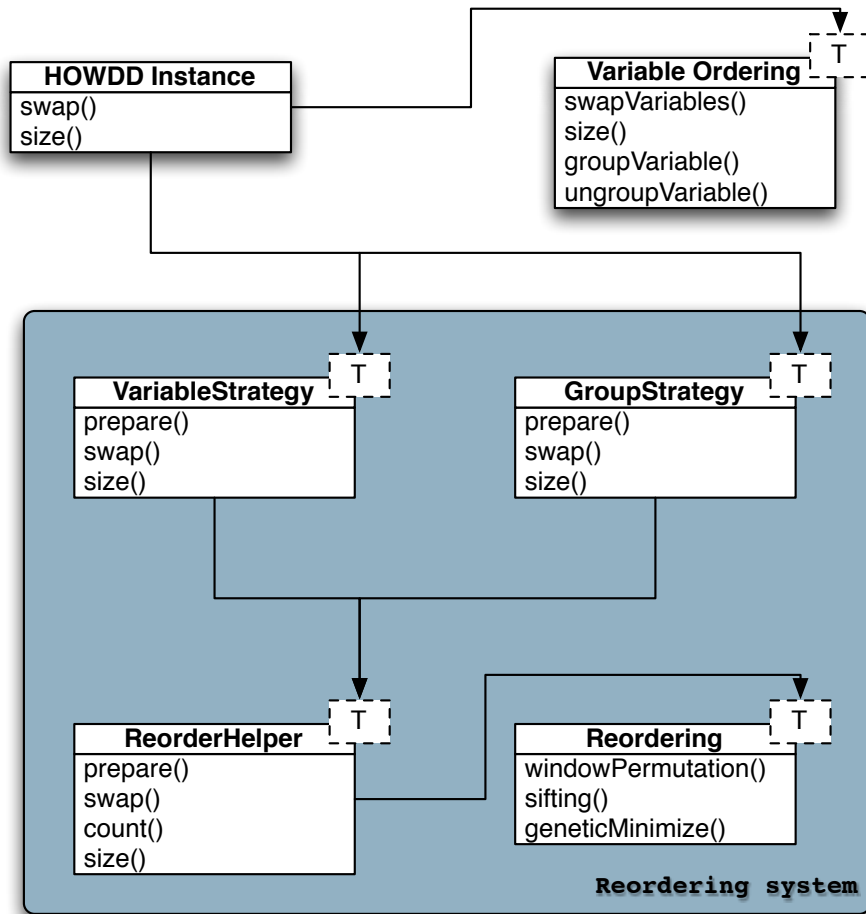 T
HOWDD Instance
swap()
size()
Variable Ordering
swapVariables()
size()
groupVariable()
ungroupVariable()
T
VariableStrategy
prepare()
swap()
size()
T
GroupStrategy
prepare()
swap()
size()
T
ReorderHelper
prepare()
swap()
count()
size()
T
Reordering
windowPermutation()
sifting()
geneticMinimize()
Reordering system